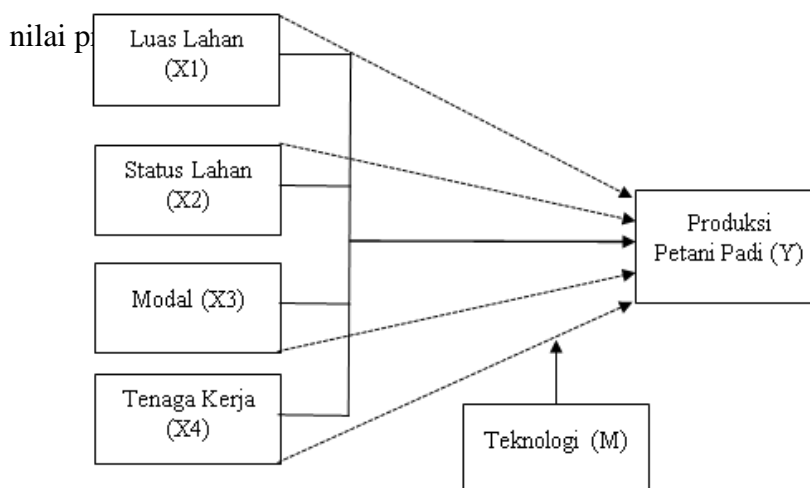 nilai
Luas Lahan
(X1)
Status Lahan
(X2)
Modal (X3)
Tenaga Kerja
(X4)
Produksi
Petani Padi (Y)
Teknologi (M)